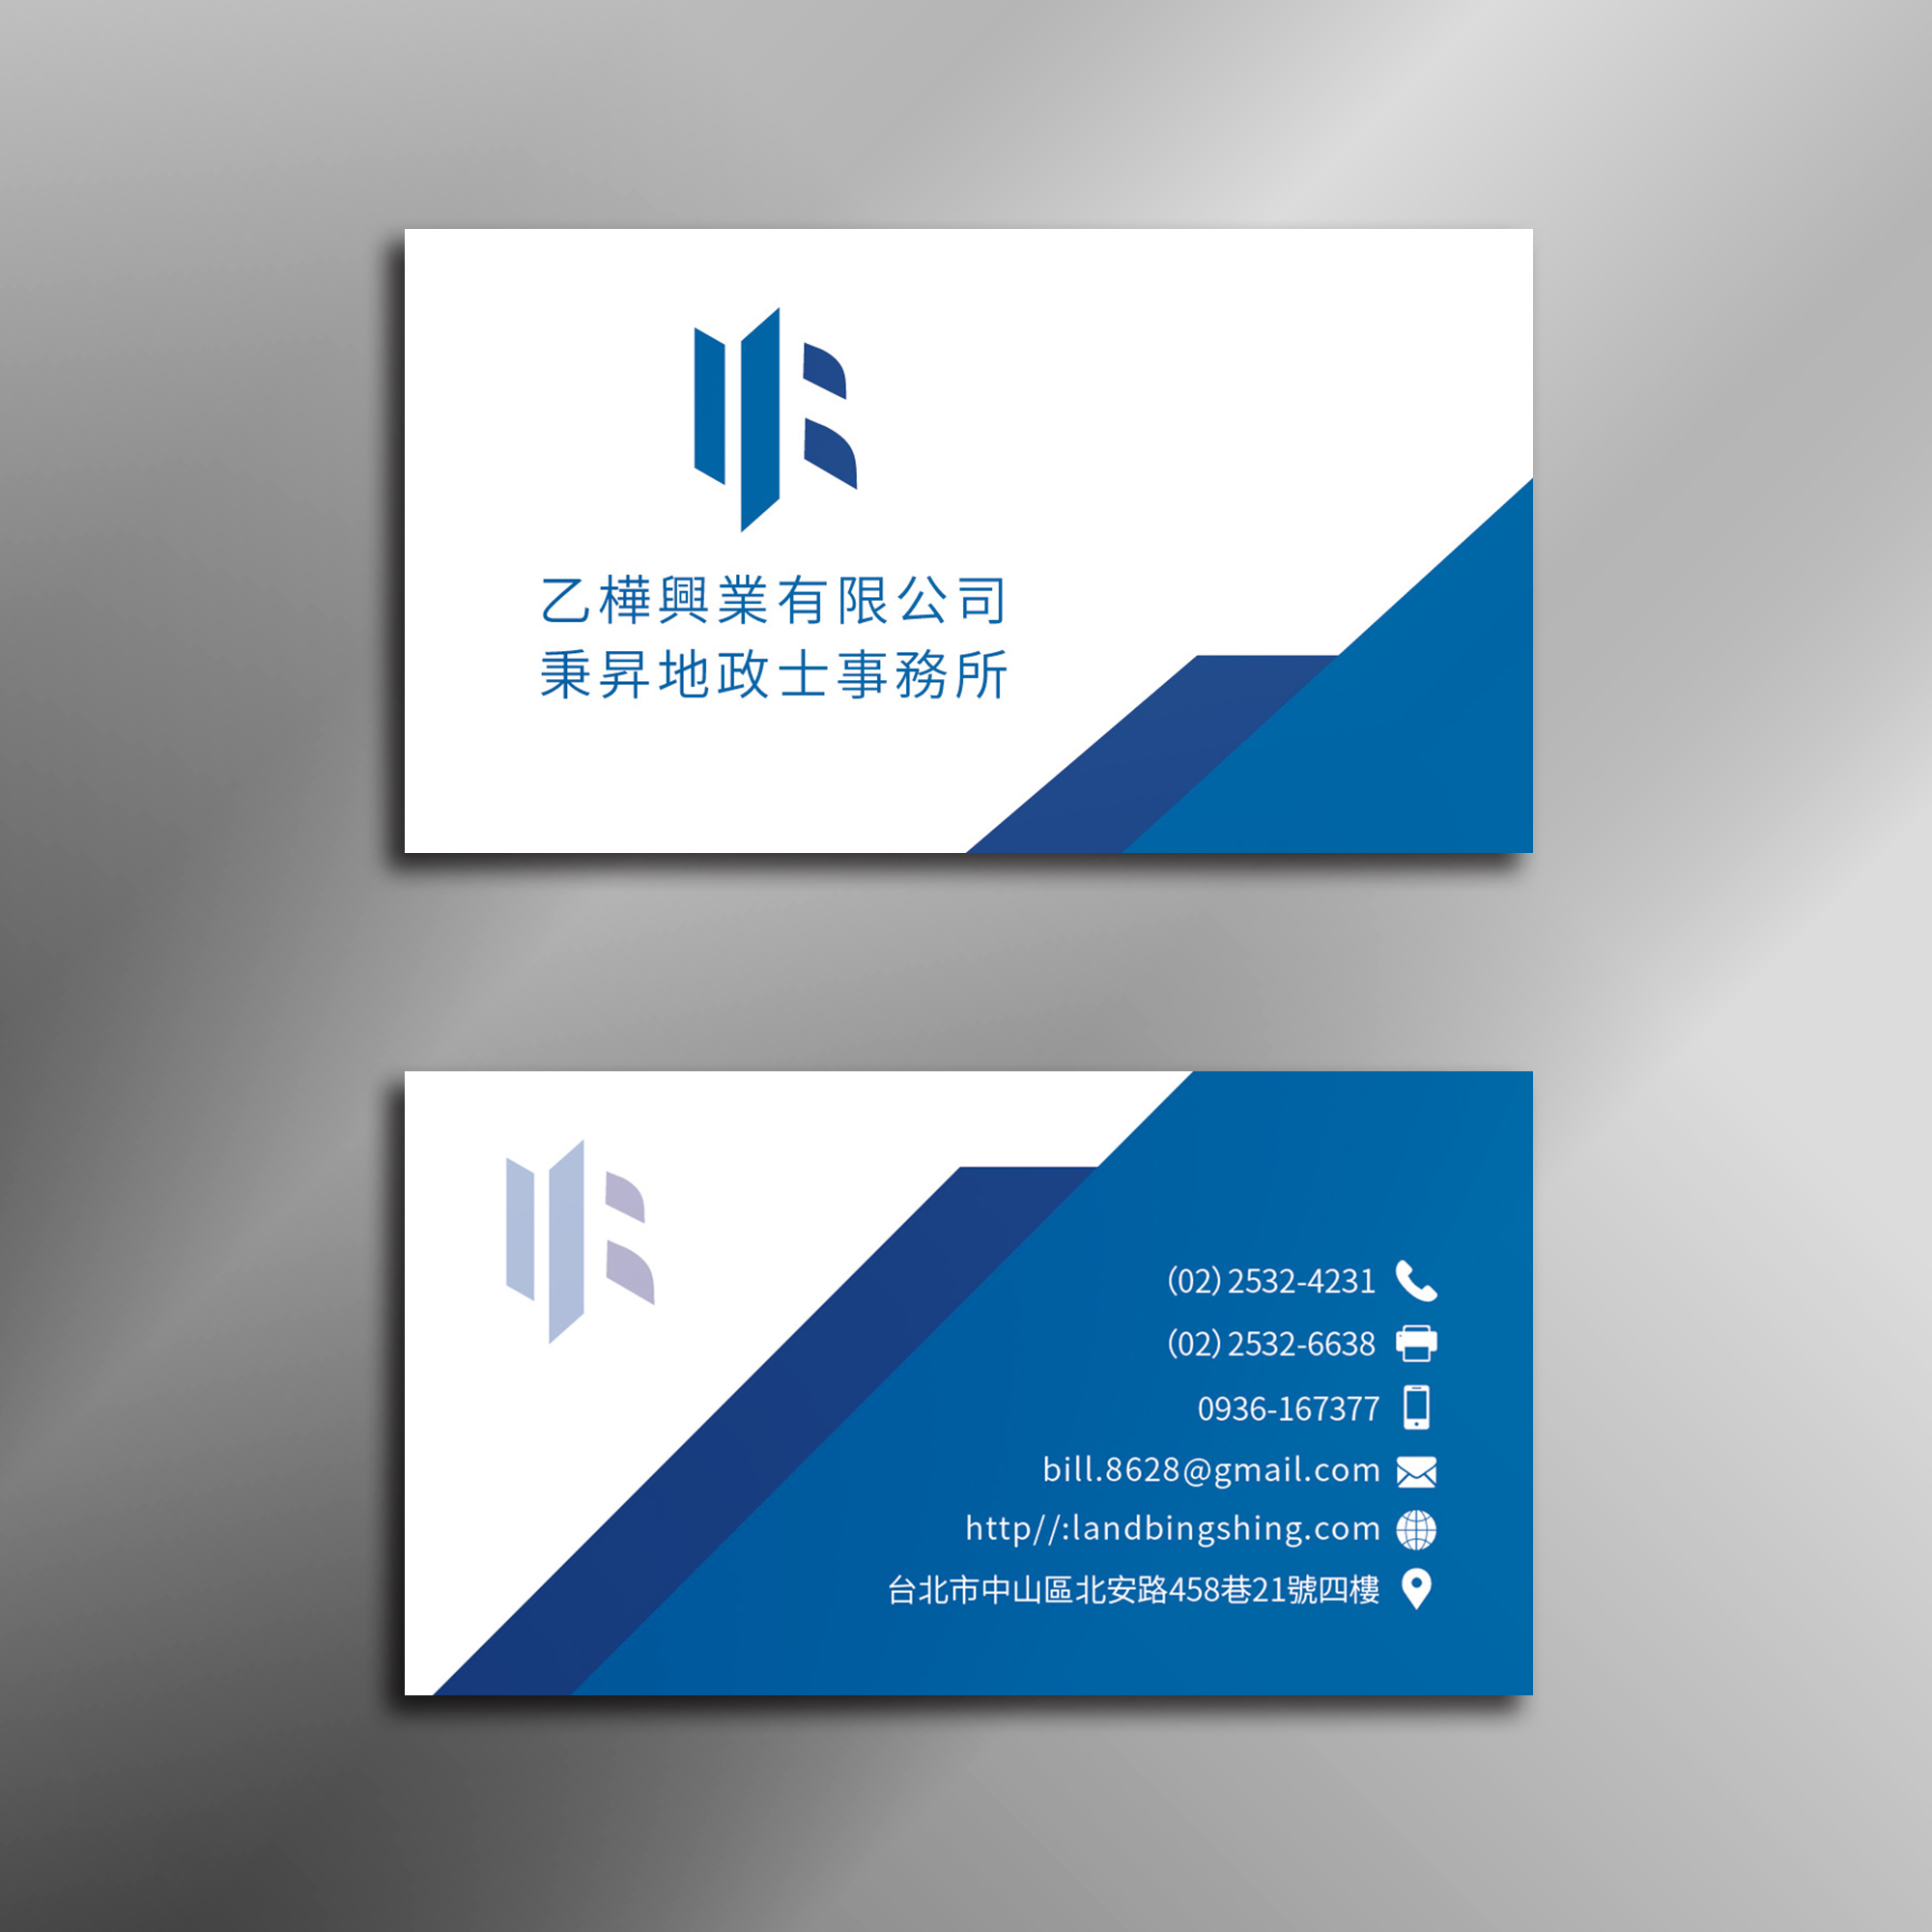 乙樺興業有限公司
秉昇地政士事務所
(02) 2532-4231
(02) 2532-6638
0936-167377
bill.8628@gmail.com
http//:landbingshing.com
台北市中山區北安路458巷21號四樓